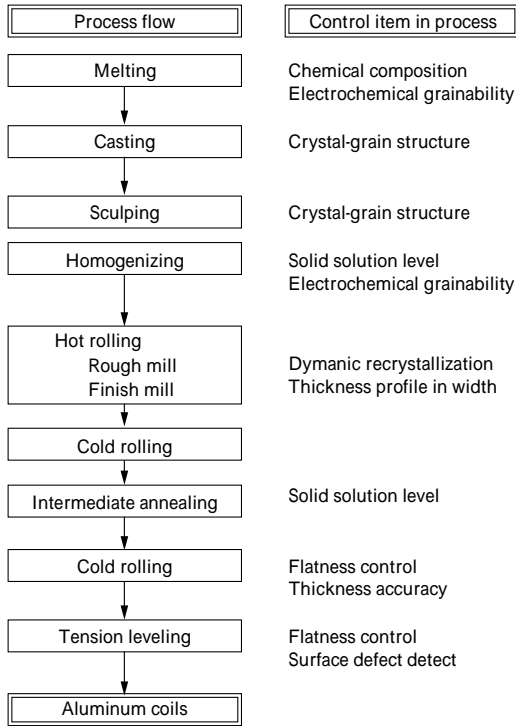 Process flow
Control item in process
Melting
Chemical composition
Electrochemical grainability
Casting
Crystal-grain structure
Sculping
Crystal-grain structure
Homogenizing
Solid solution level
Electrochemical grainability
Hot rolling
Rough mill
Finish mill
Dymanic recrystallization
Thickness profile in width
Cold rolling
Intermediate annealing
Solid solution level
Cold rolling
Flatness control
Thickness accuracy
Tension leveling
Flatness control
Surface defect detect
Aluminum coils